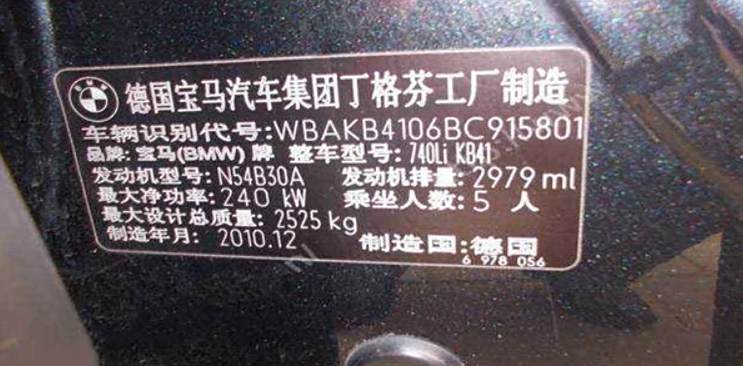 德国宝马汽车集团丁格芬工厂制造
车辆识别代号:WBAKB4106BC915801
品牌: 宝马(BMW) 牌 整车型号: 740Li KB41
发动机型号: N54B30A 发动机排量: 2979 ml
最大净功率: 240 kW 乘坐人数: 5 人
最大设计总质量: 2525 kg
制造年月: 2010.12 制造国:德国
6 978 056